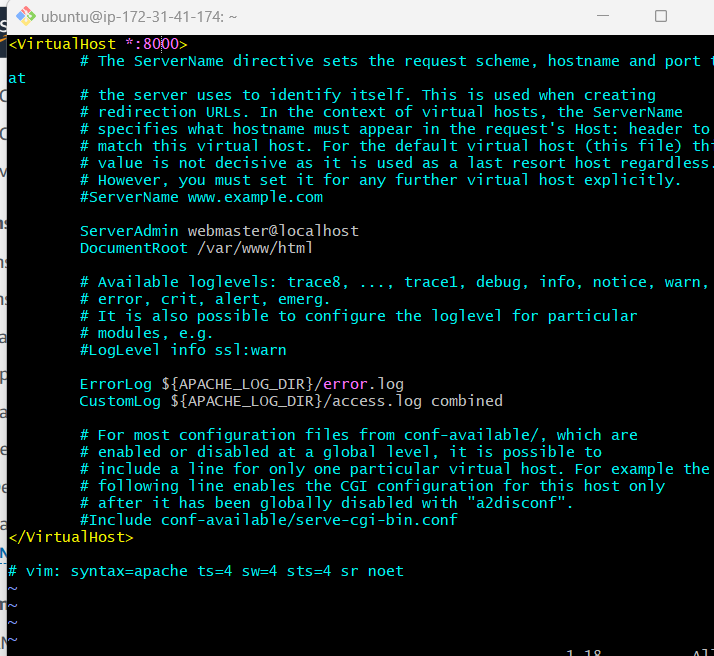 ubuntu@ip-172-31-41-174: ~
<VirtualHost *:8000>
# The ServerName directive sets the request scheme, hostname and port t
at
# the server uses to identify itself. This is used when creating
# redirection URLs. In the context of virtual hosts, the ServerName
# specifies what hostname must appear in the request's Host: header to
# match this virtual host. For the default virtual host (this file) thi
# value is not decisive as it is used as a last resort host regardless.
# However, you must set it for any further virtual host explicitly.
#ServerName www.example.com
ServerAdmin webmaster@localhost
DocumentRoot /var/www/html
# Available loglevels: trace8, ..., trace1, debug, info, notice, warn,
# error, crit, alert, emerg.
# It is also possible to configure the loglevel for particular
# modules, e.g.
#LogLevel info ssl:warn
ErrorLog ${APACHE_LOG_DIR}/error.log
CustomLog ${APACHE_LOG_DIR}/access.log combined
# For most configuration files from conf-available/, which are
# enabled or disabled at a global level, it is possible to
# include a line for only one particular virtual host. For example the
# following line enables the CGI configuration for this host only
# after it has been globally disabled with "a2disconf".
#Include conf-available/serve-cgi-bin.conf
</VirtualHost>
# vim: syntax=apache ts=4 sw=4 sts=4 sr noet
~
~
~
~
1,18 All